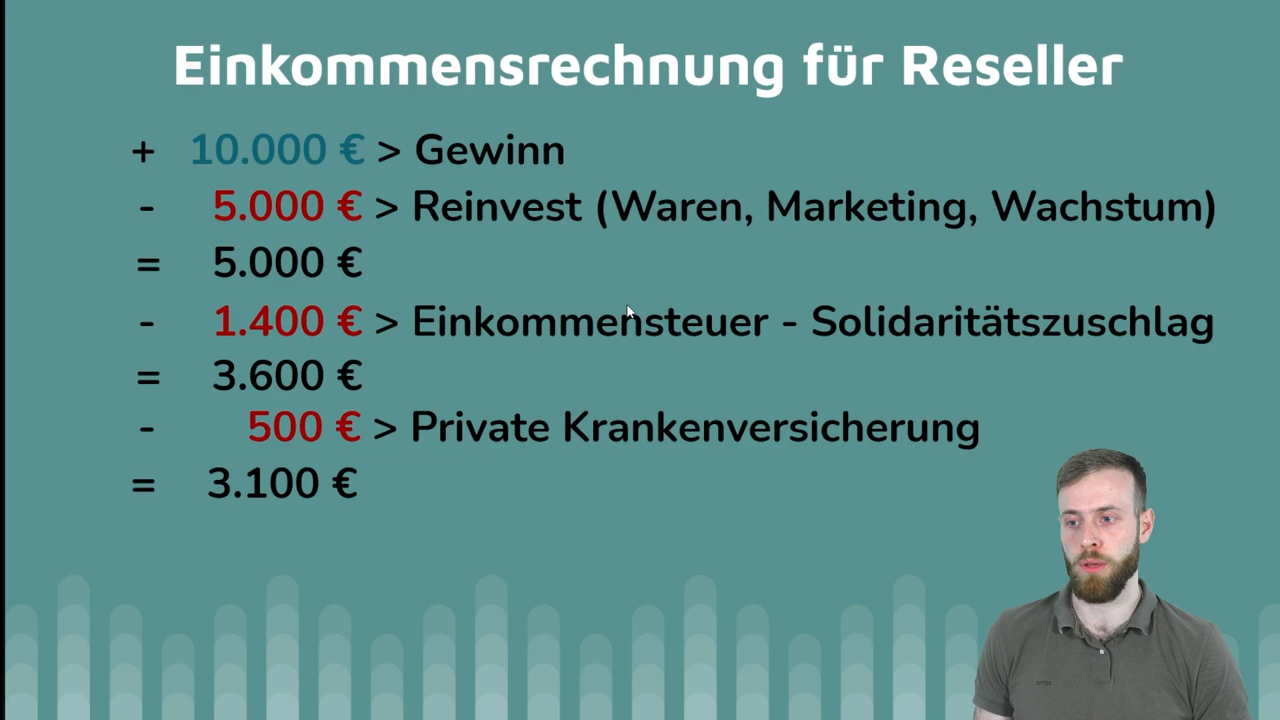 Einkommensrechnung für Reseller
+ 10.000 € > Gewinn
- 5.000 € > Reinvest (Waren, Marketing, Wachstum)
= 5.000 €
- 1.400 € > Einkommensteuer - Solidaritätszuschlag
= 3.600 €
- 500 € > Private Krankenversicherung
= 3.100 €